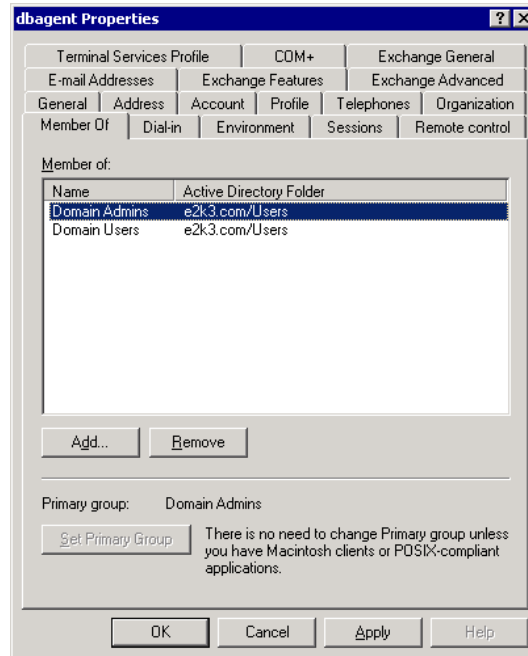 dbagent Properties
Terminal Services Profile COM+ Exchange General
E-mail Addresses Exchange Features Exchange Advanced
General Address Account Profile Telephones Organization
Member Of Dial-in Environment Sessions Remote control
Member of:
Name Active Directory Folder
Domain Admins e2k3.com/Users
Domain Users e2k3.com/Users
Add... Remove
Primary group: Domain Admins
Set Primary Group There is no need to change Primary group unless
you have Macintosh clients or POSIX-compliant
applications.
OK Cancel Apply Help